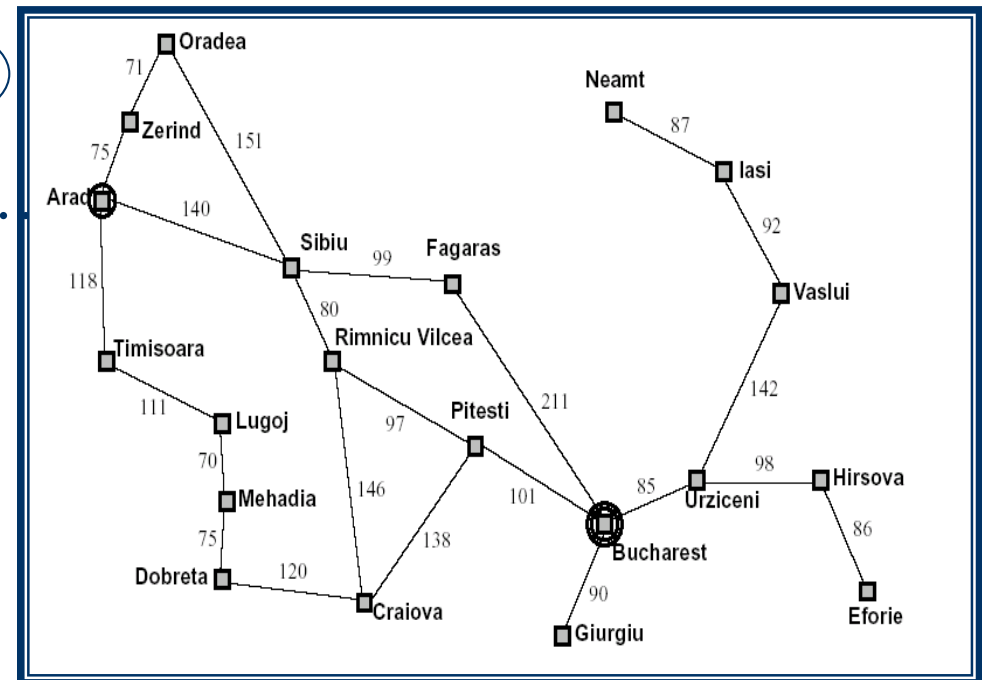 Oradea
71
Neamt
Zerind
87
151
75
Iasi
Arad
140
92
Sibiu
Fagaras
99
118
Vaslui
80
Timisoara
Rimnicu Vilcea
142
111
Lugoj
97
Pitesti
211
70
98
Hirsova
146
101
85
Mehadia
Urziceni
86
75
138
Bucharest
Dobreta
120
90
Craiova
Eforie
Giurgiu